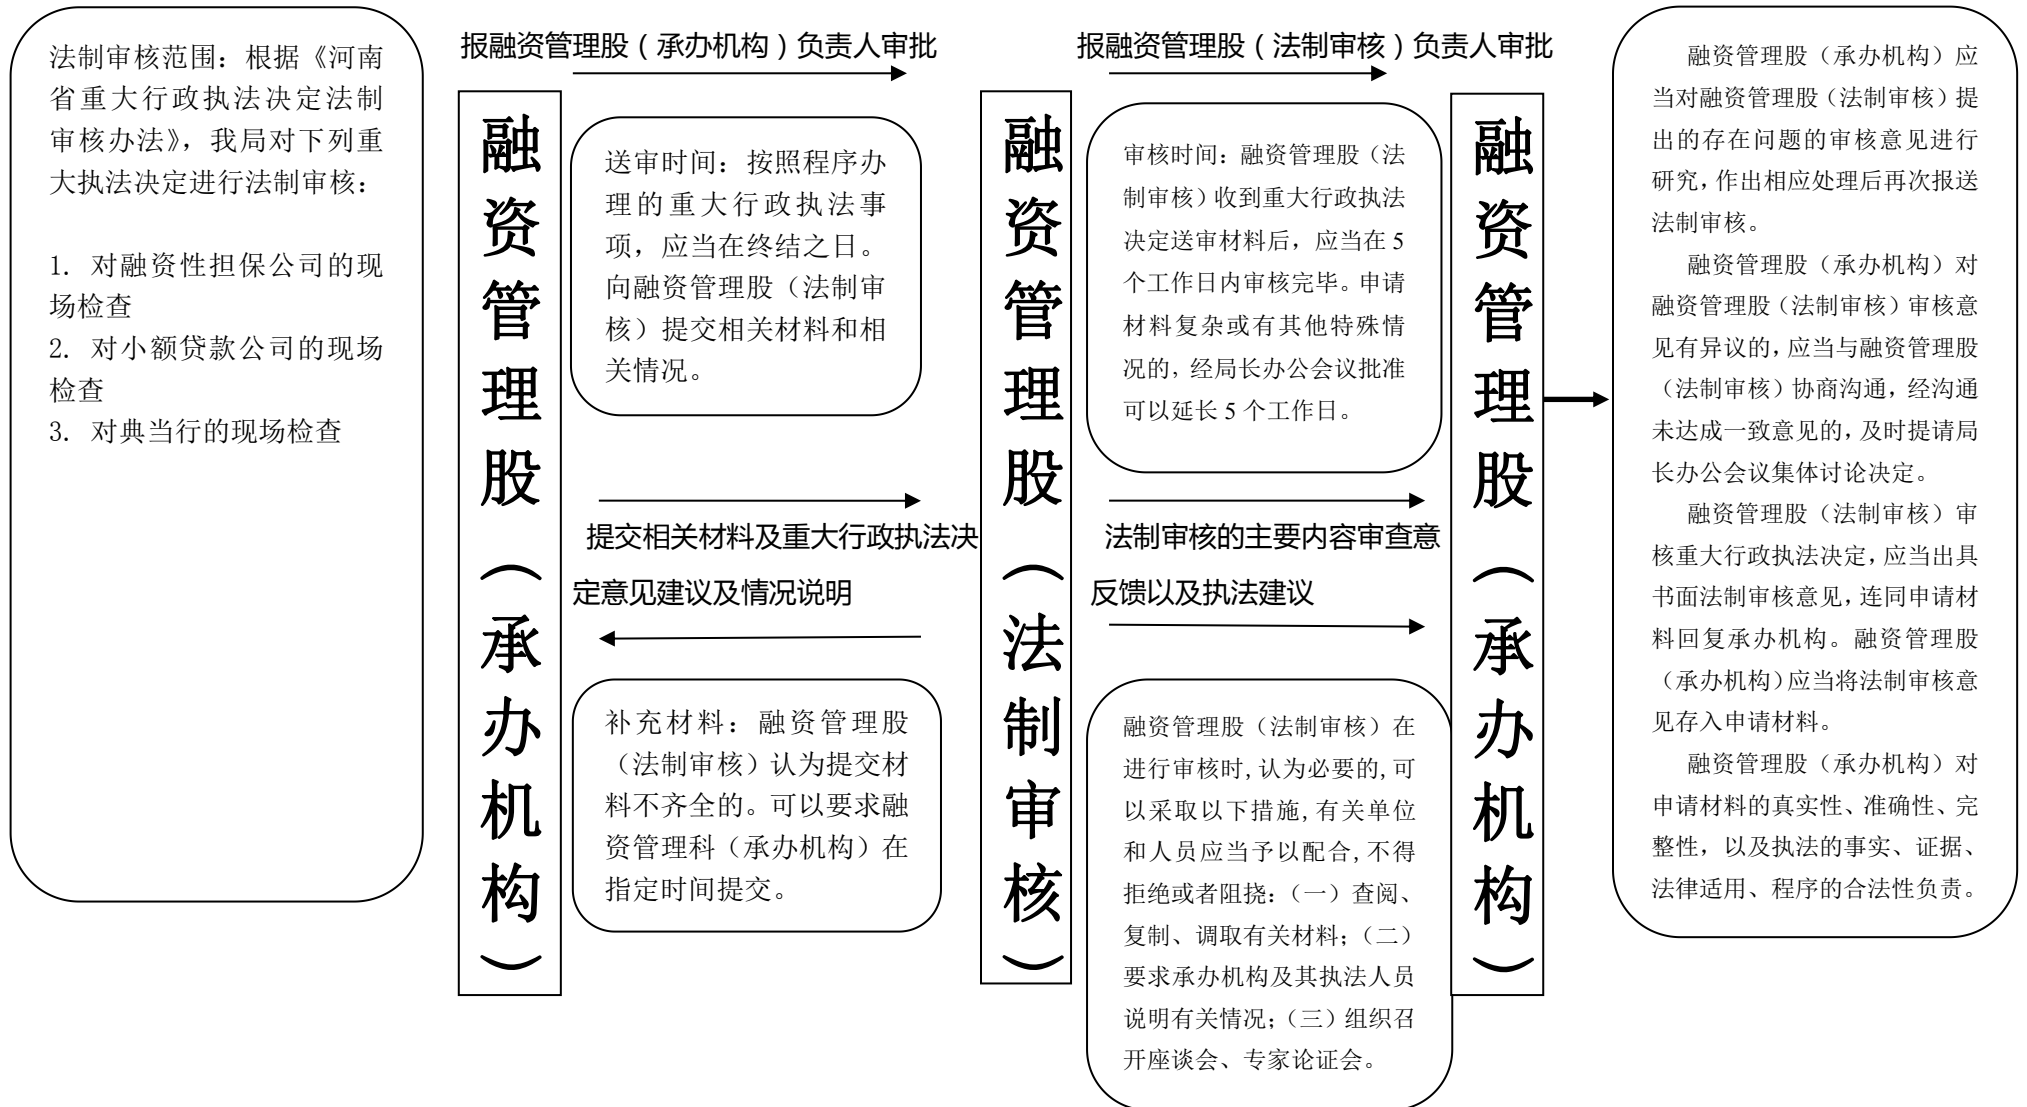 法制审核范围：根据《河南
省重大行政执法决定法制
审核办法》，我局对下列重
大执法决定进行法制审核：
1. 对融资性担保公司的现
场检查
2. 对小额贷款公司的现场
检查
3. 对典当行的现场检查
融资管理股（承办机构）
报融资管理股（承办机构）负责人审批
送审时间：按照程序办
理的重大行政执法事
项，应当在终结之日。
向融资管理股（法制审
核）提交相关材料和相
关情况。
提交相关材料及重大行政执法决
定意见建议及情况说明
补充材料：融资管理股
（法制审核）认为提交材
料不齐全的。可以要求融
资管理科（承办机构）在
指定时间提交。
融资管理股（法制审核）
报融资管理股（法制审核）负责人审批
审核时间：融资管理股（法
制审核）收到重大行政执法
决定送审材料后，应当在 5
个工作日内审核完毕。申请
材料复杂或有其他特殊情
况的，经局长办公会议批准
可以延长 5 个工作日。
法制审核的主要内容审查意
反馈以及执法建议
融资管理股（法制审核）在
进行审核时,认为必要的,可
以采取以下措施,有关单位
和人员应当予以配合,不得
拒绝或者阻挠：（一）查阅、
复制、调取有关材料；（二）
要求承办机构及其执法人员
说明有关情况；（三）组织召
开座谈会、专家论证会。
融资管理股（承办机构）
融资管理股（承办机构）应
当对融资管理股（法制审核）提
出的存在问题的审核意见进行
研究，作出相应处理后再次报送
法制审核。
融资管理股（承办机构）对
融资管理股（法制审核）审核意
见有异议的，应当与融资管理股
（法制审核）协商沟通，经沟通
未达成一致意见的，及时提请局
长办公会议集体讨论决定。
融资管理股（法制审核）审
核重大行政执法决定，应当出具
书面法制审核意见，连同申请材
料回复承办机构。融资管理股
（承办机构）应当将法制审核意
见存入申请材料。
融资管理股（承办机构）对
申请材料的真实性、准确性、完
整性，以及执法的事实、证据、
法律适用、程序的合法性负责。